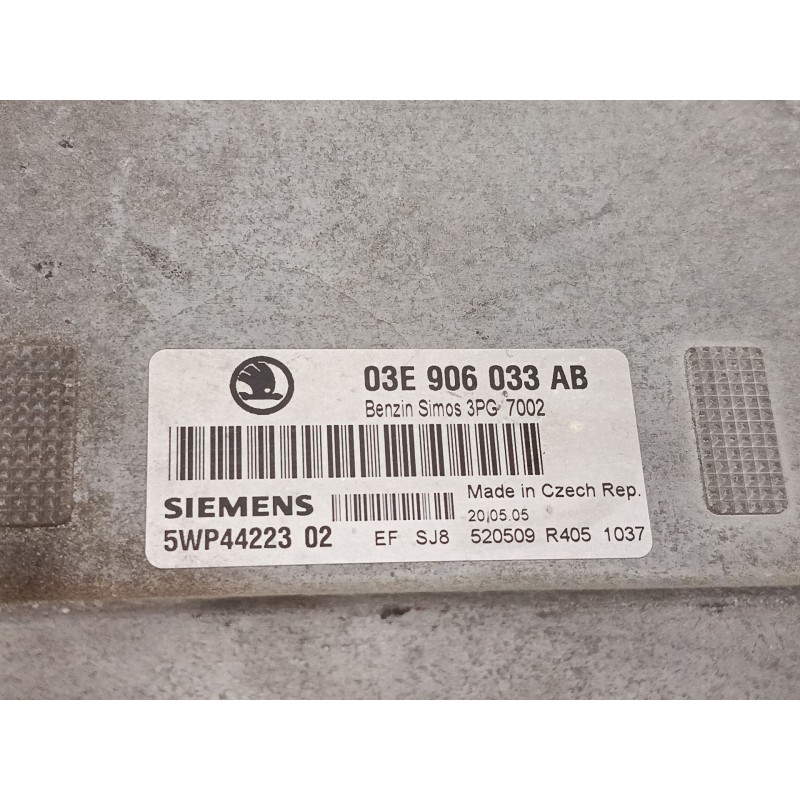 03E 906 033 AB
Benzin Simos 3PG 7002
SIEMENS
Made in Czech Rep.
20.05.05
5WP44223 02
EF SJ8 520509 R405 1037